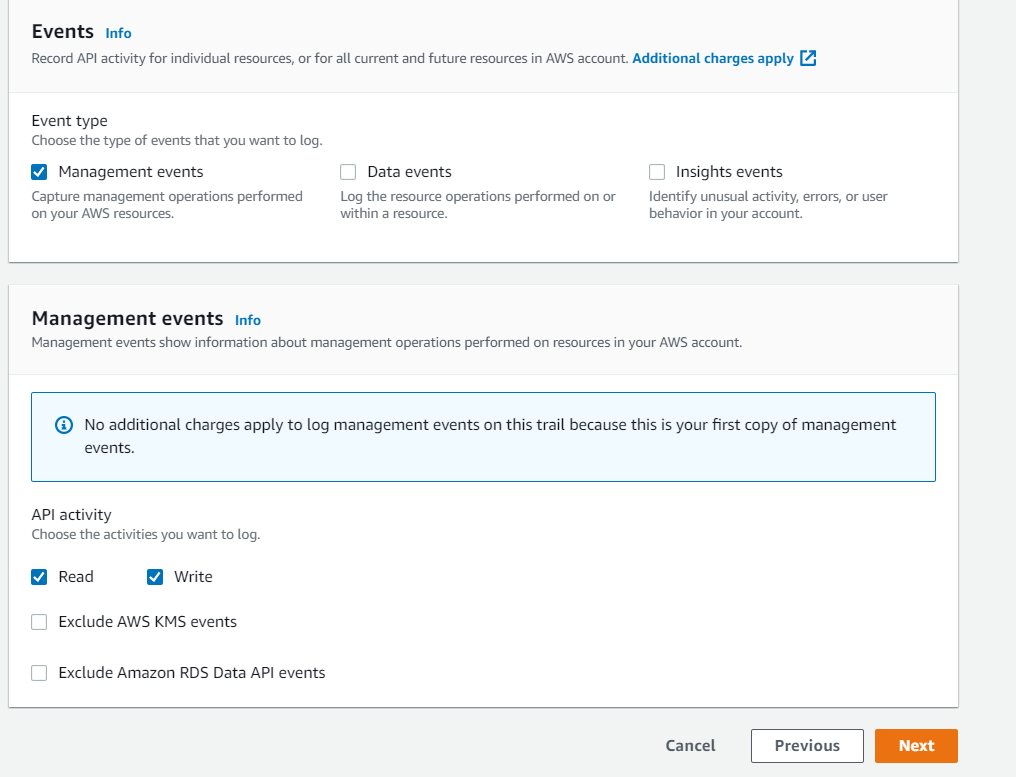 Events Info
Record API activity for individual resources, or for all current and future resources in AWS account. Additional charges apply
Event type
Choose the type of events that you want to log.
Management events
Capture management operations performed
on your AWS resources.
Data events
Log the resource operations performed on or
within a resource.
Insights events
Identify unusual activity, errors, or user
behavior in your account.
Management events Info
Management events show information about management operations performed on resources in your AWS account.
No additional charges apply to log management events on this trail because this is your first copy of management
events.
API activity
Choose the activities you want to log.
Read Write
Exclude AWS KMS events
Exclude Amazon RDS Data API events
Cancel Previous Next